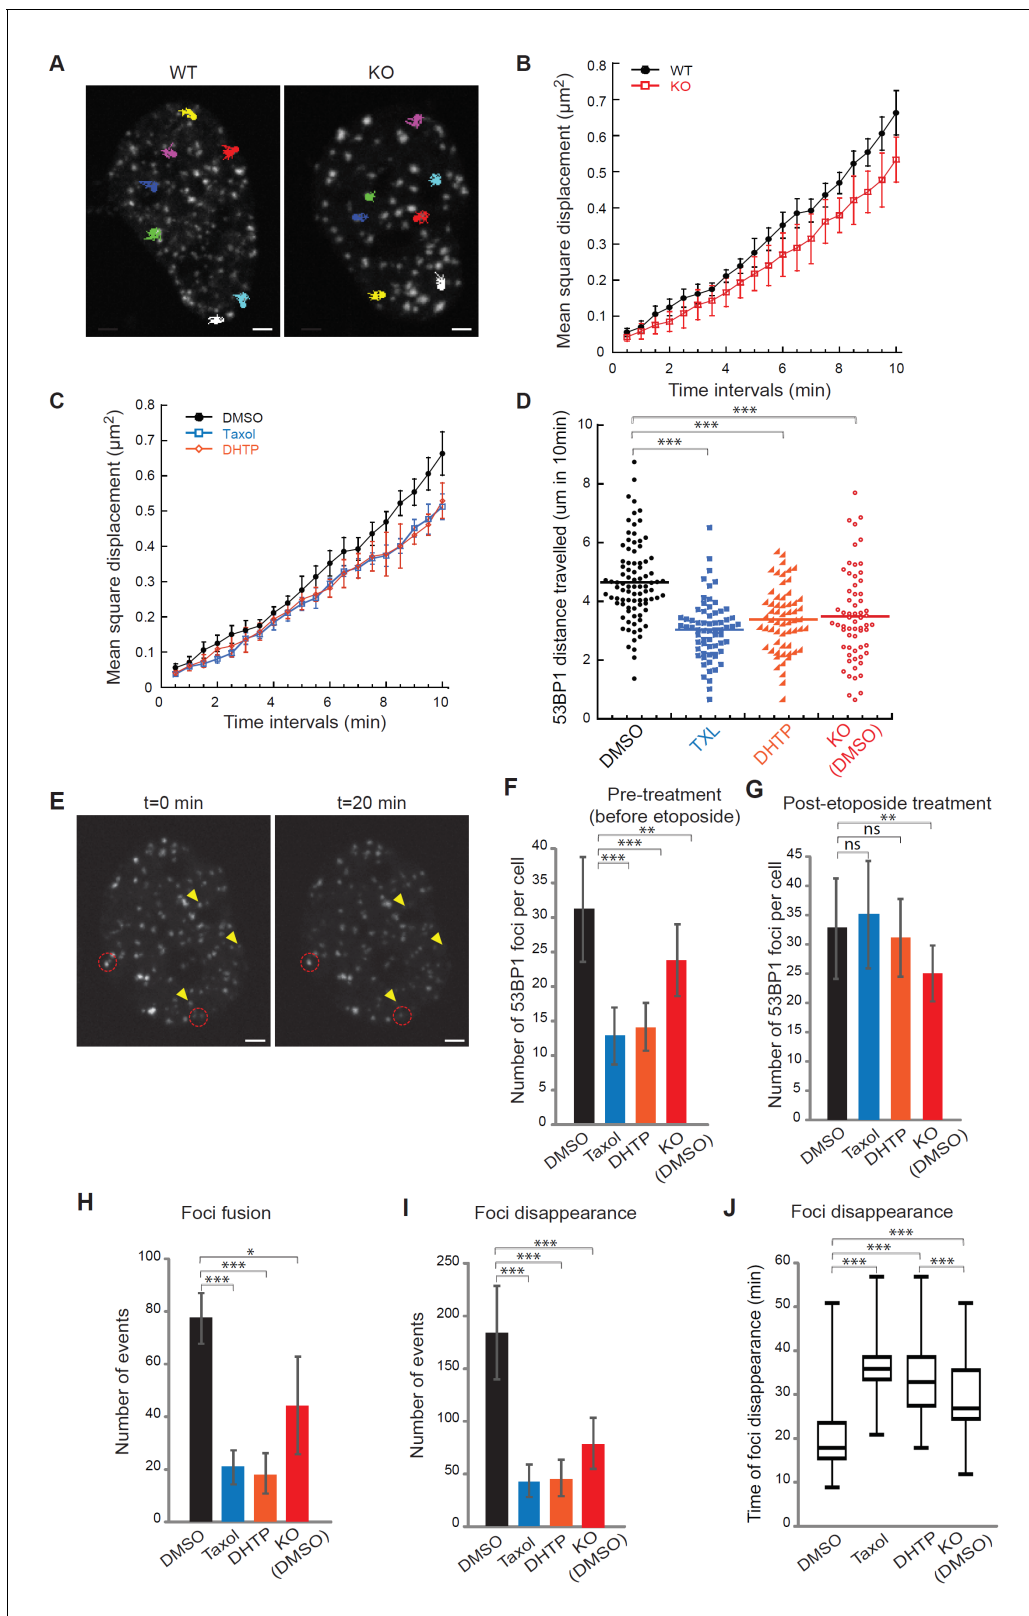 A
WT
KO
B
Mean square displacement (µm2)
0.8
0.7
0.6
0.5
0.4
0.3
0.2
0.1
0
WT
KO
0 2 4 6 8 10
Time intervals (min)
C
Mean square displacement (µm2)
0.8
0.7
0.6
0.5
0.4
0.3
0.2
0.1
0
DMSO
Taxol
DHTP
0 2 4 6 8 10
Time intervals (min)
D
53BP1 distance travelled (um in 10min)
10
8
6
4
2
0
***
***
***
DMSO
TXL
DHTP
KO
(DMSO)
E
t=0 min
t=20 min
F
Pre-treatment
(before etoposide)
Number of 53BP1 foci per cell
40
35
30
25
20
15
10
5
0
**
***
***
DMSO
Taxol
DHTP
KO
(DMSO)
G
Post-etoposide treatment
Number of 53BP1 foci per cell
45
40
35
30
25
20
15
10
5
0
**
ns
ns
DMSO
Taxol
DHTP
KO
(DMSO)
H
Foci fusion
Number of events
100
80
60
40
20
0
*
***
***
DMSO
Taxol
DHTP
KO
(DMSO)
I
Foci disappearance
Number of events
250
200
150
100
50
0
***
***
***
DMSO
Taxol
DHTP
KO
(DMSO)
J
Foci disappearance
Time of foci disappearance (min)
60
50
40
30
20
10
0
***
***
***
***
DMSO
Taxol
DHTP
KO
(DMSO)